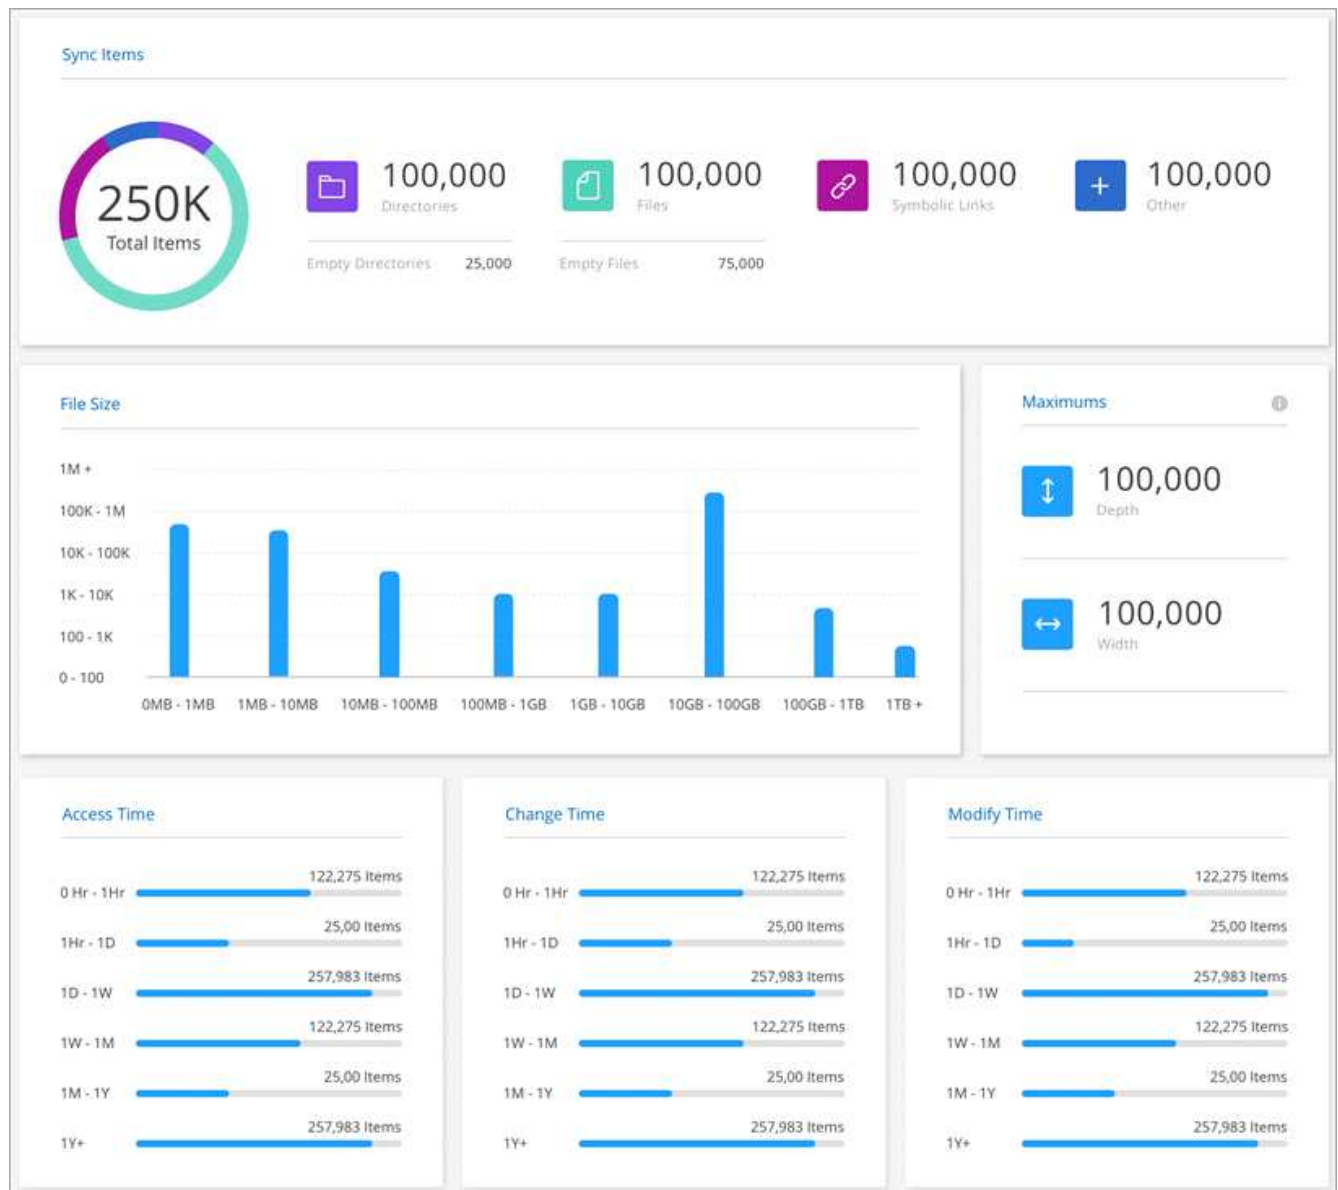 Sync Items
250K
Total Items
100,000
Directories
100,000
Files
100,000
Symbolic Links
100,000
Other
Empty Directories 25,000
Empty Files 75,000
File Size
1M +
100K - 1M
10K - 100K
1K - 10K
100 - 1K
0 - 100
0MB - 1MB 1MB - 10MB 10MB - 100MB 100MB - 1GB 1GB - 10GB 10GB - 100GB 100GB - 1TB 1TB +
Maximums
100,000
Depth
100,000
Width
Access Time
122,275 Items
0 Hr - 1Hr
25,00 Items
1Hr - 1D
257,983 Items
1D - 1W
122,275 Items
1W - 1M
25,00 Items
1M - 1Y
257,983 Items
1Y+
Change Time
122,275 Items
0 Hr - 1Hr
25,00 Items
1Hr - 1D
257,983 Items
1D - 1W
122,275 Items
1W - 1M
25,00 Items
1M - 1Y
257,983 Items
1Y+
Modify Time
122,275 Items
0 Hr - 1Hr
25,00 Items
1Hr - 1D
257,983 Items
1D - 1W
122,275 Items
1W - 1M
25,00 Items
1M - 1Y
257,983 Items
1Y+